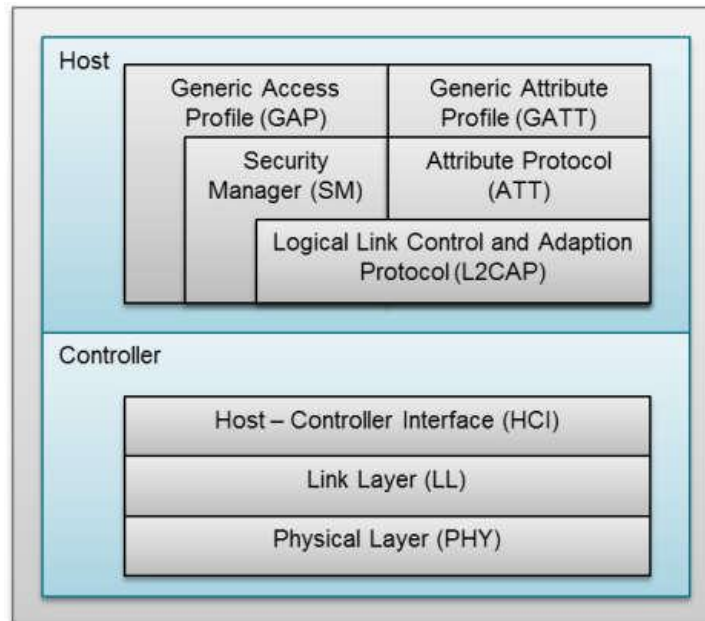 Host
Generic Access
Profile (GAP)
Generic Attribute
Profile (GATT)
Security
Manager (SM)
Attribute Protocol
(ATT)
Logical Link Control and Adaption
Protocol (L2CAP)
Controller
Host – Controller Interface (HCI)
Link Layer (LL)
Physical Layer (PHY)